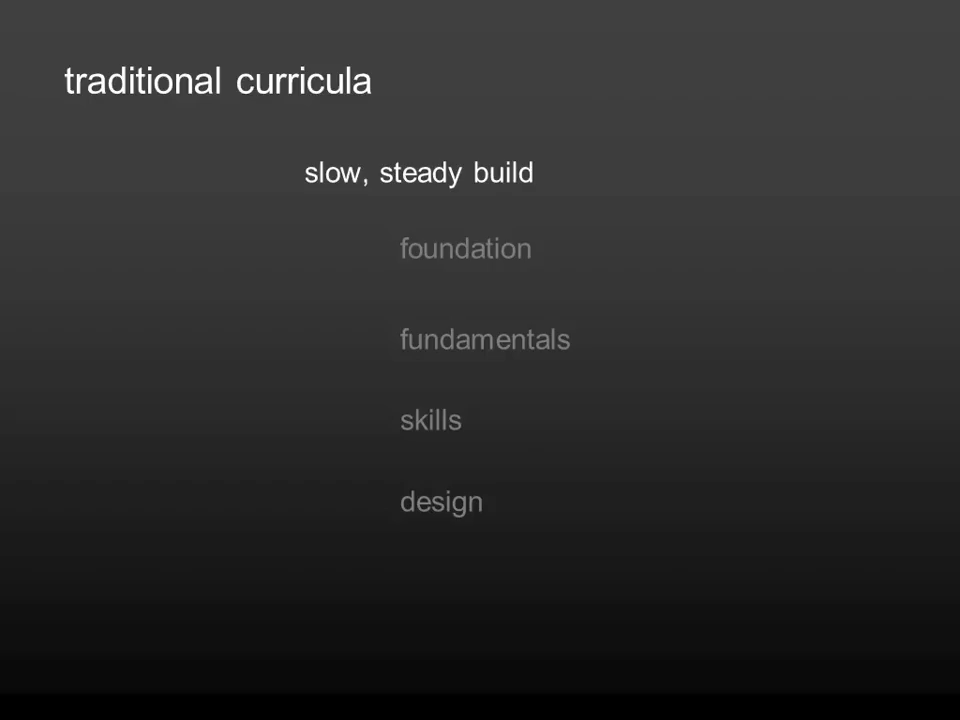 traditional curricula
slow, steady build
foundation
fundamentals
skills
design